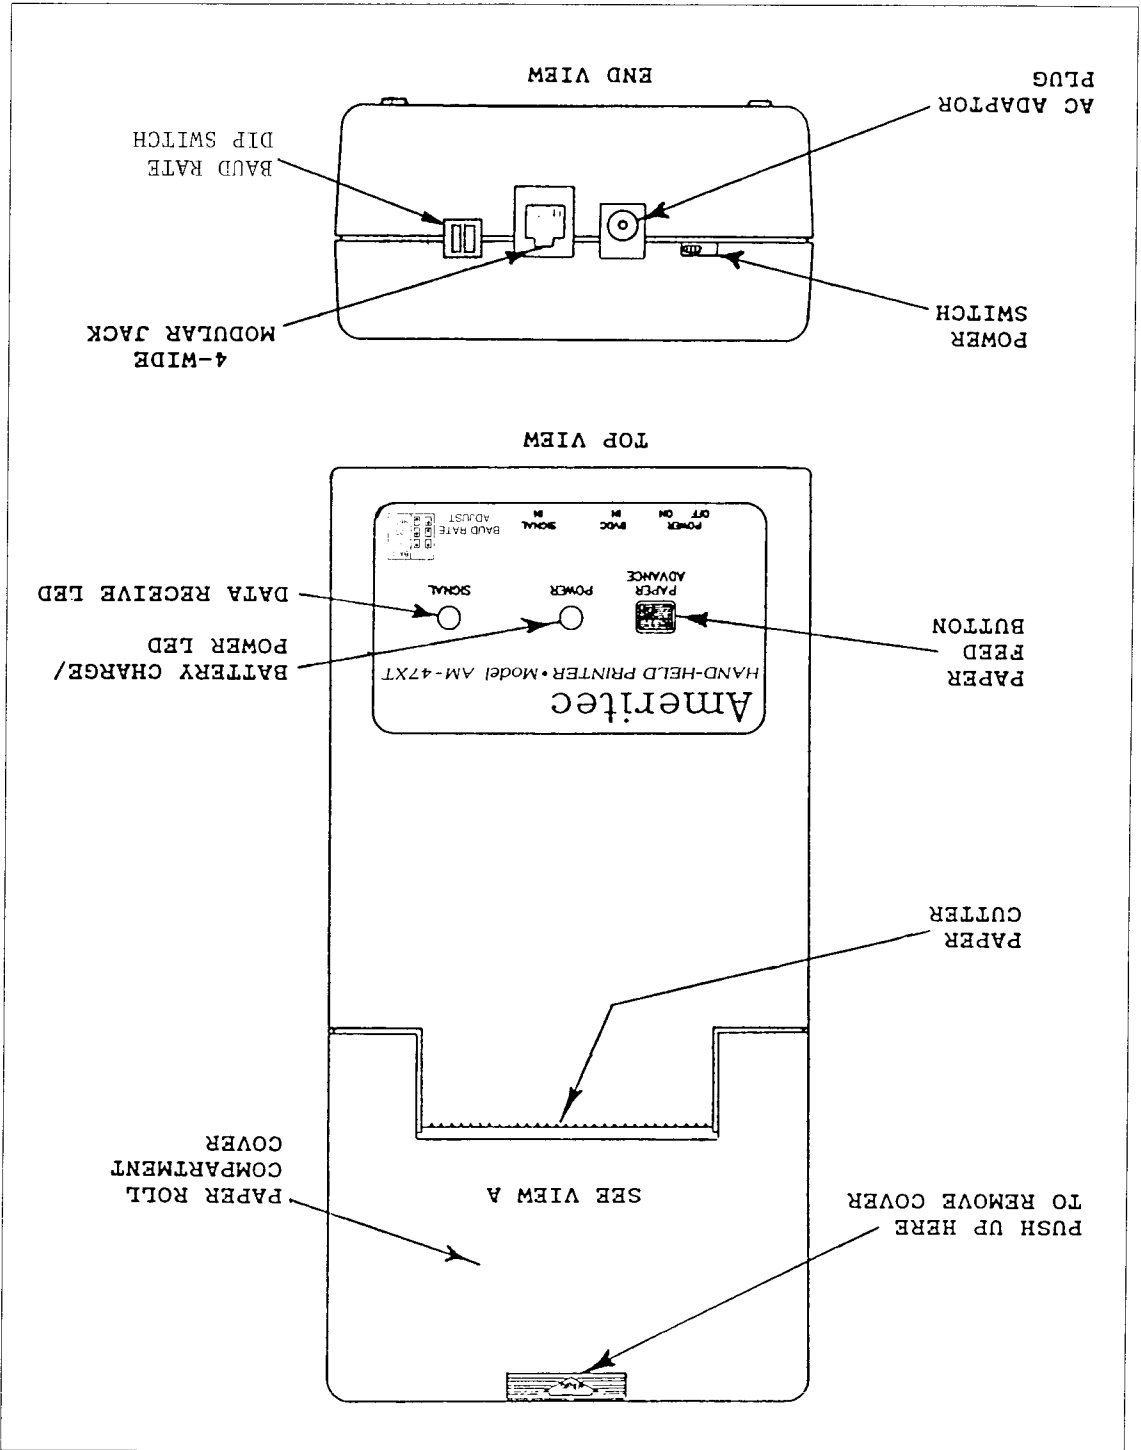 PUSH UP HERE
TO REMOVE COVER
PAPER ROLL
COMPARTMENT
COVER
SEE VIEW A
PAPER
CUTTER
Ameritec
HAND-HELD PRINTER • Model AM-47XT
PAPER
FEED
BUTTON
BATTERY CHARGE/
POWER LED
DATA RECEIVE LED
PAPER
ADVANCE
POWER
SIGNAL
POWER
OFF ON
8VDC
IN
SIGNAL
IN
BAUD RATE
ADJUST
TOP VIEW
POWER
SWITCH
4-WIDE
MODULAR JACK
AC ADAPTOR
PLUG
BAUD RATE
DIP SWITCH
END VIEW